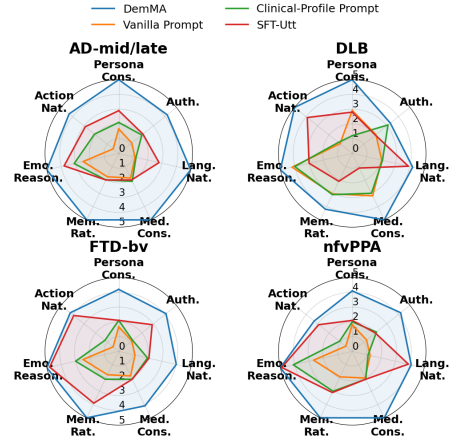 DemMA
Clinical-Profile Prompt
Vanilla Prompt
SFT-Utt
AD-mid/late
Persona
Cons.
Auth.
Lang.
Nat.
Med.
Cons.
Mem.
Rat.
Emo.
Reason.
Action
Nat.
0
1
2
3
4
5
DLB
Persona
Cons.
Auth.
Lang.
Nat.
Med.
Cons.
Mem.
Rat.
Emo.
Reason.
Action
Nat.
5
4
3
2
1
0
FTD-bv
Persona
Cons.
Auth.
Lang.
Nat.
Med.
Cons.
Mem.
Rat.
Emo.
Reason.
Action
Nat.
0
1
2
3
4
5
nfvPPA
Persona
Cons.
Auth.
Lang.
Nat.
Med.
Cons.
Mem.
Rat.
Emo.
Reason.
Action
Nat.
5
4
3
2
1
0